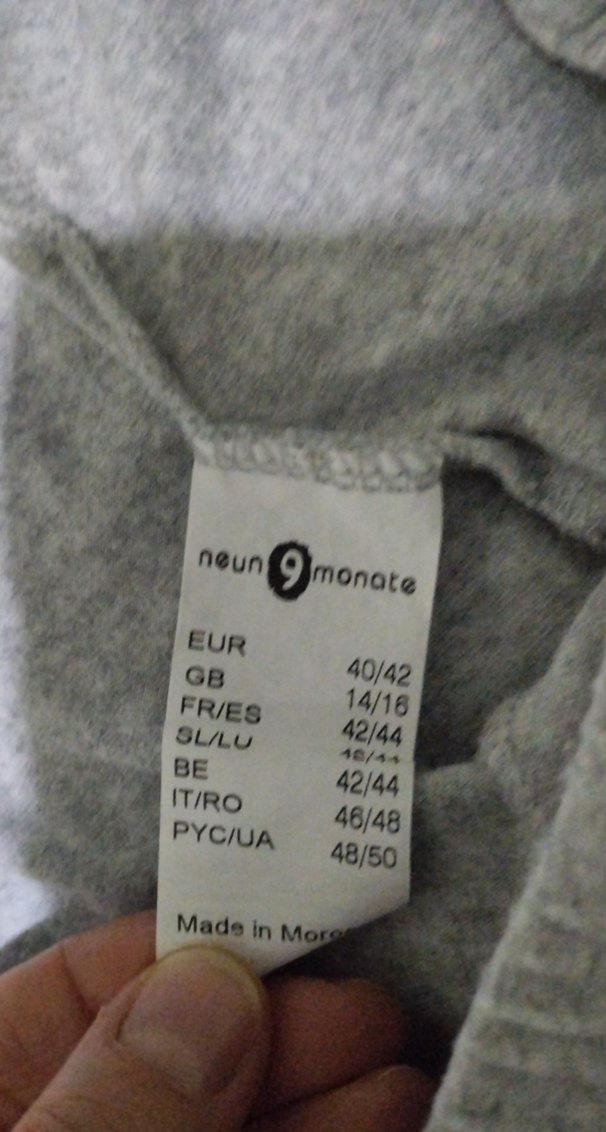 neun 9 monate
EUR 40/42
GB 14/16
FR/ES 42/44
SL/LU
BE 42/44
IT/RO 46/48
PYC/UA 48/50
Made in